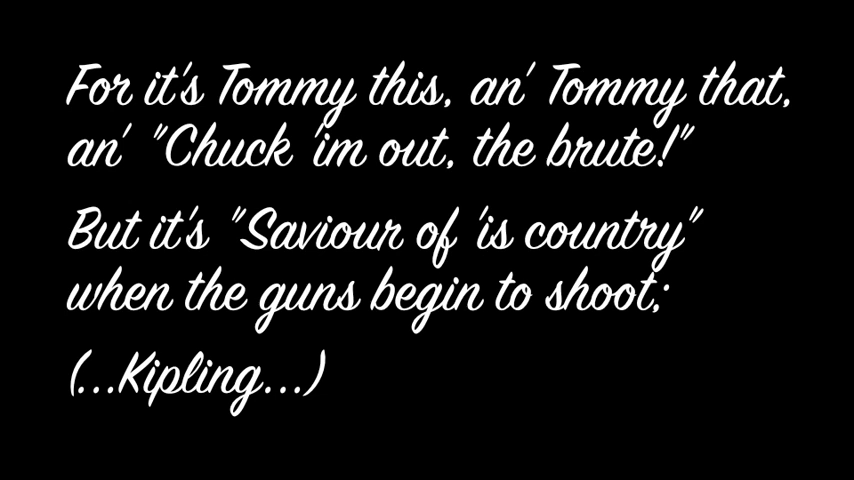 For it's Tommy this, an' Tommy that,
an' "Chuck 'im out, the brute!"
But it's "Saviour of 'is country"
when the guns begin to shoot;
(...Kipling...)